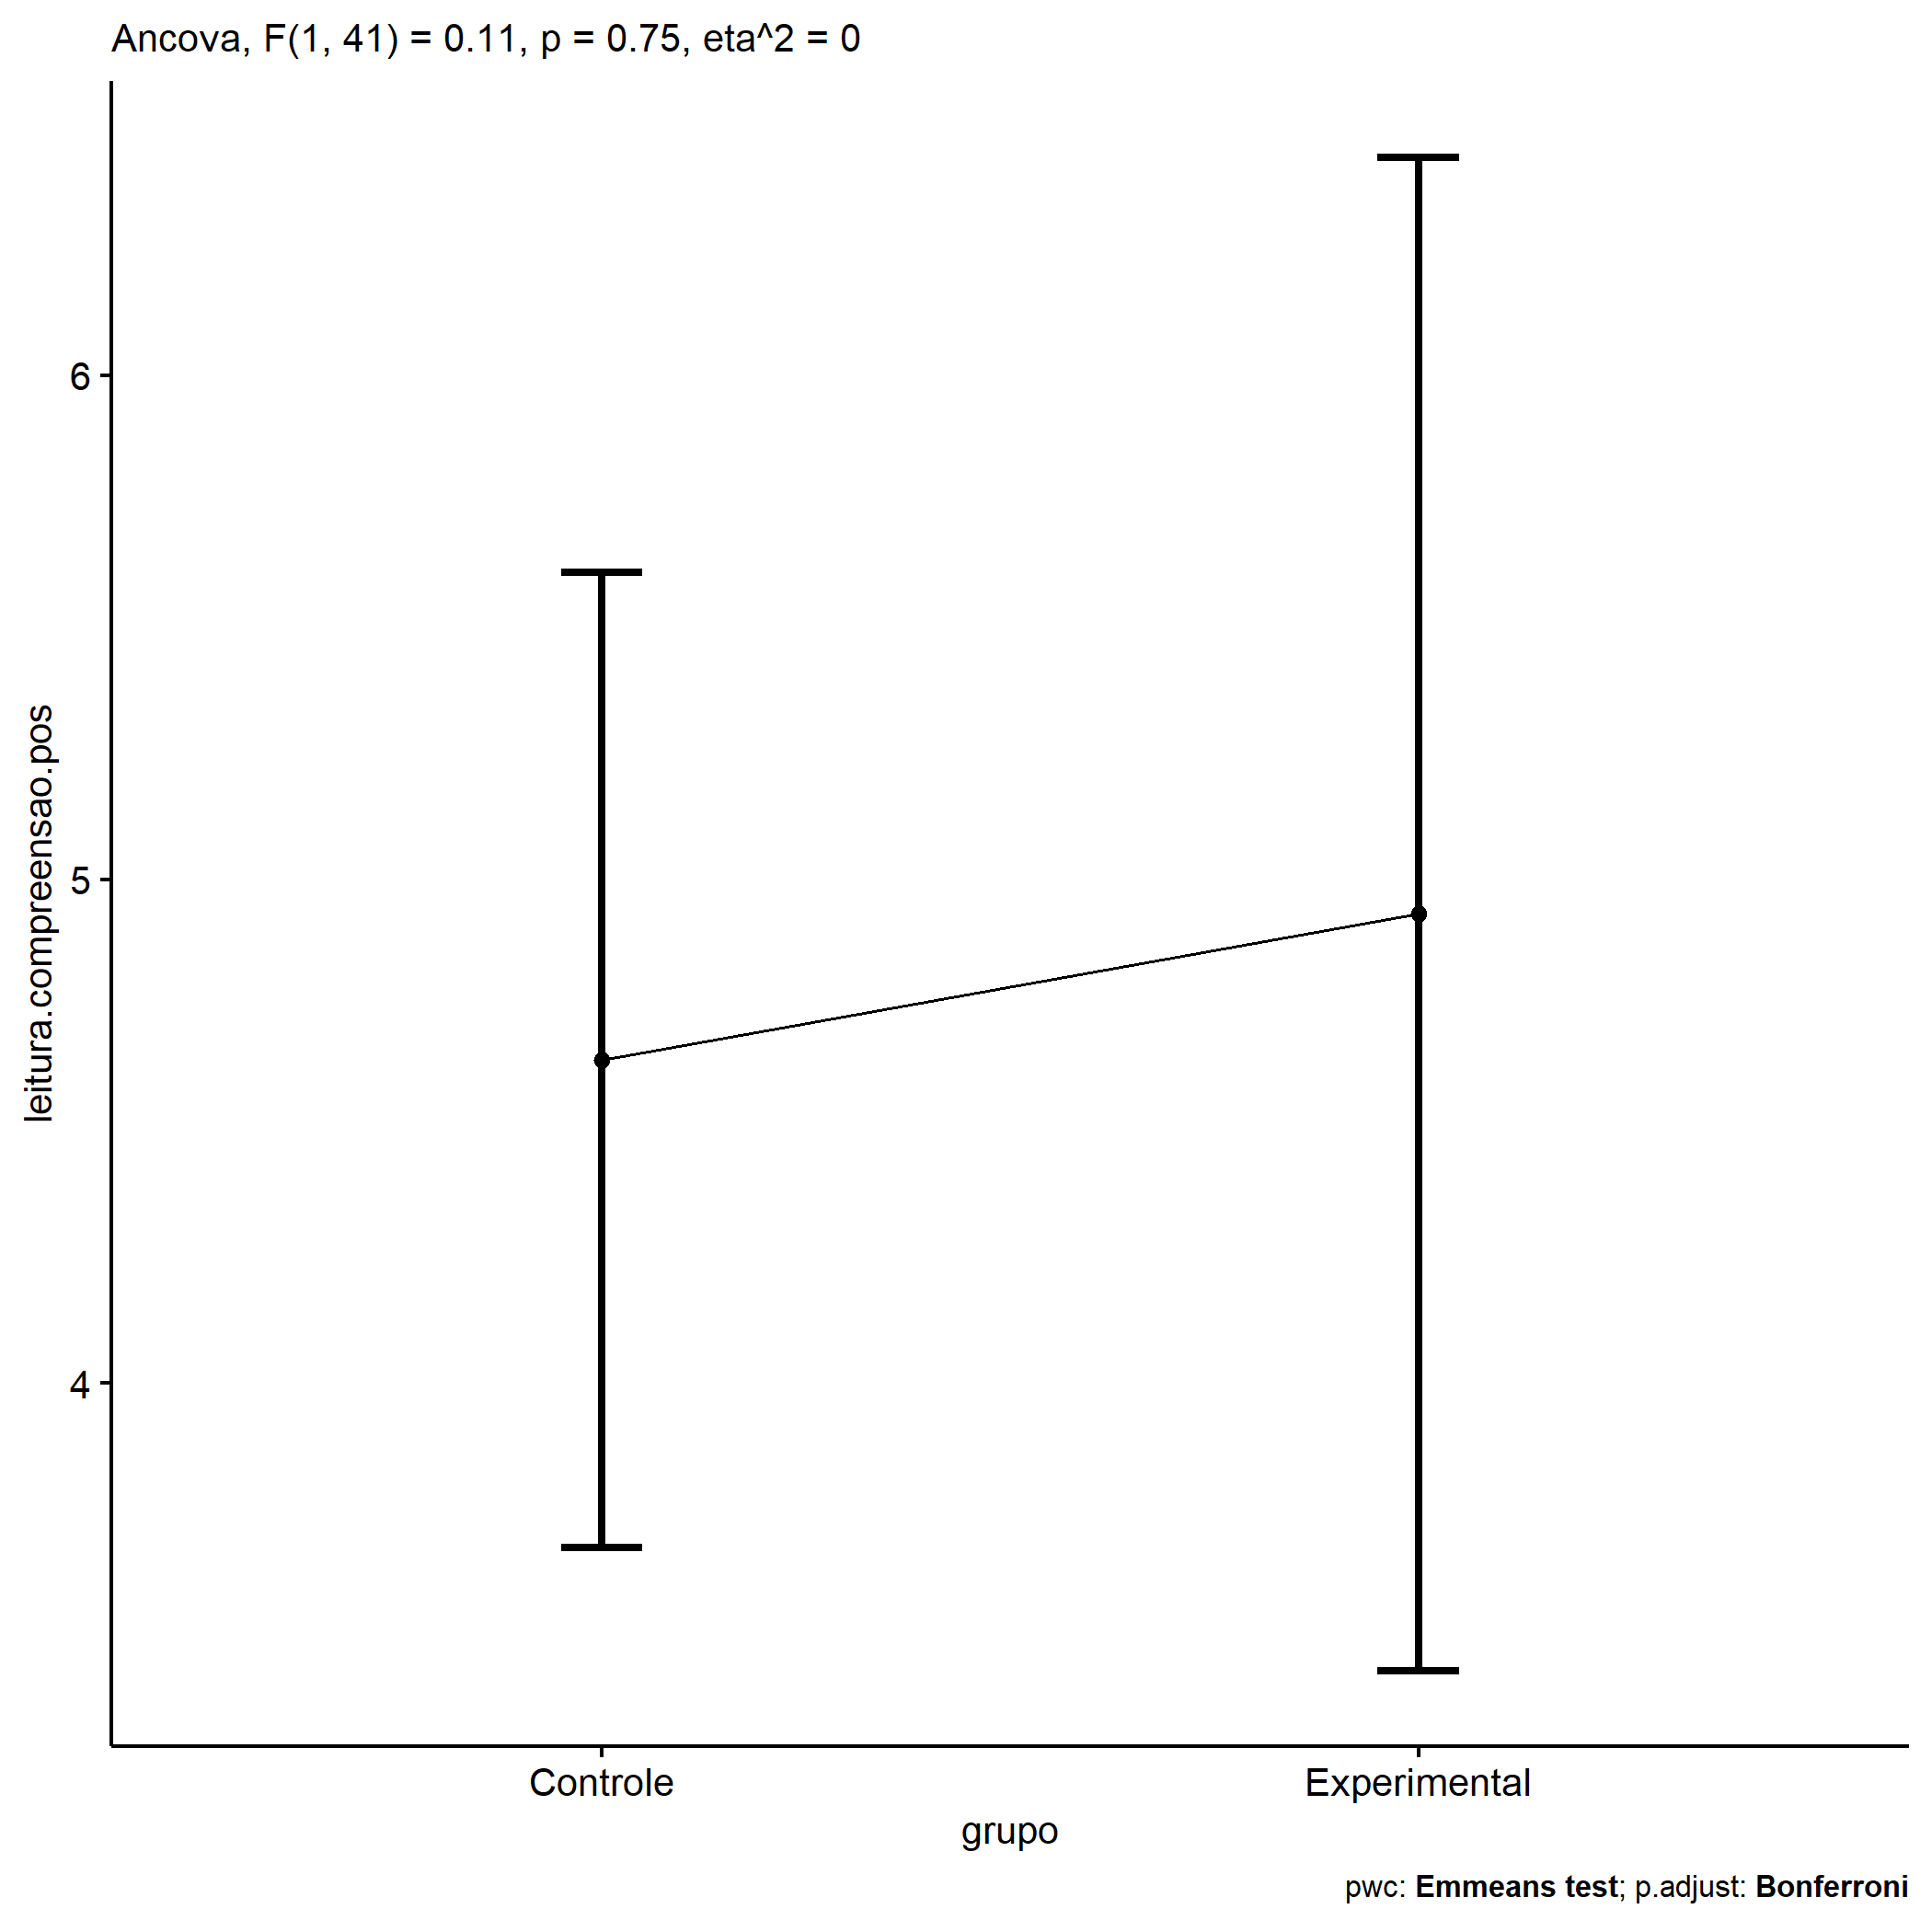 Ancova, F(1, 41) = 0.11, p = 0.75, eta^2 = 0
leitura.compreensao.pos
6
5
4
Controle
Experimental
grupo
pwc: Emmeans test; p.adjust: Bonferroni